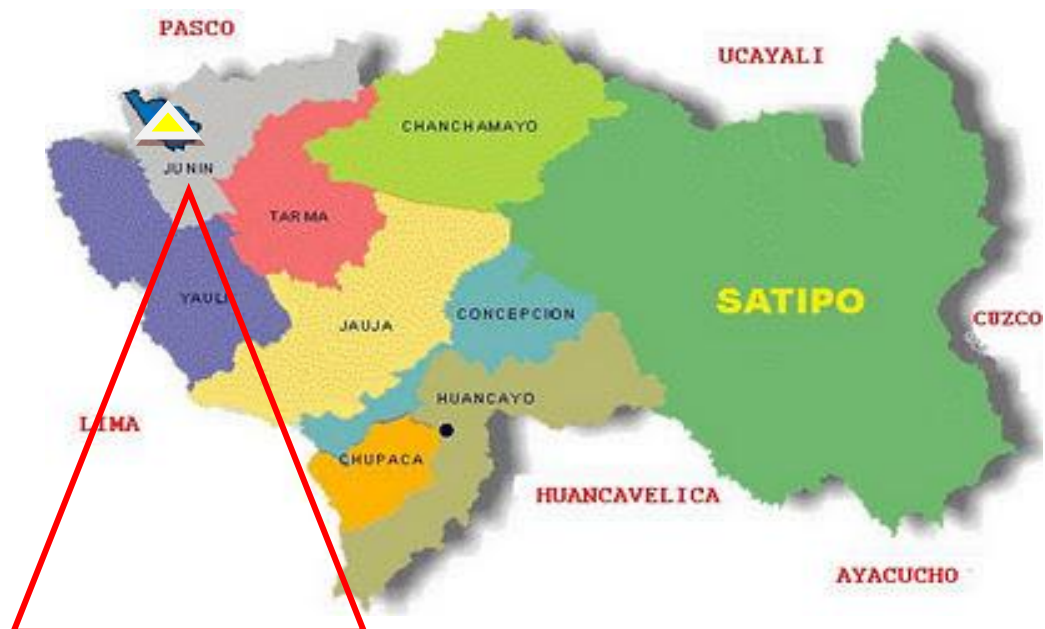 PASCO
UCAYALI
CHANCHAMAYO
JUNIN
TARMA
SATIPO
YAULI
CONCEPCION
CUZCO
JAUJA
HUANCAYO
LIMA
CHUPACA
HUANCAVELICA
AYACUCHO